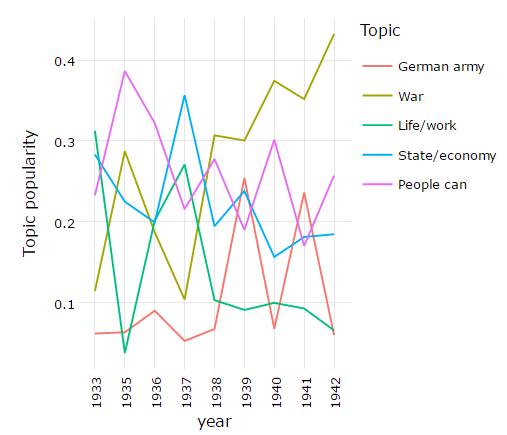 Topic
German army
War
Life/work
State/economy
People can
Topic popularity
0.4
0.3
0.2
0.1
1933
1935
1936
1937
1938
1939
1940
1941
1942
year